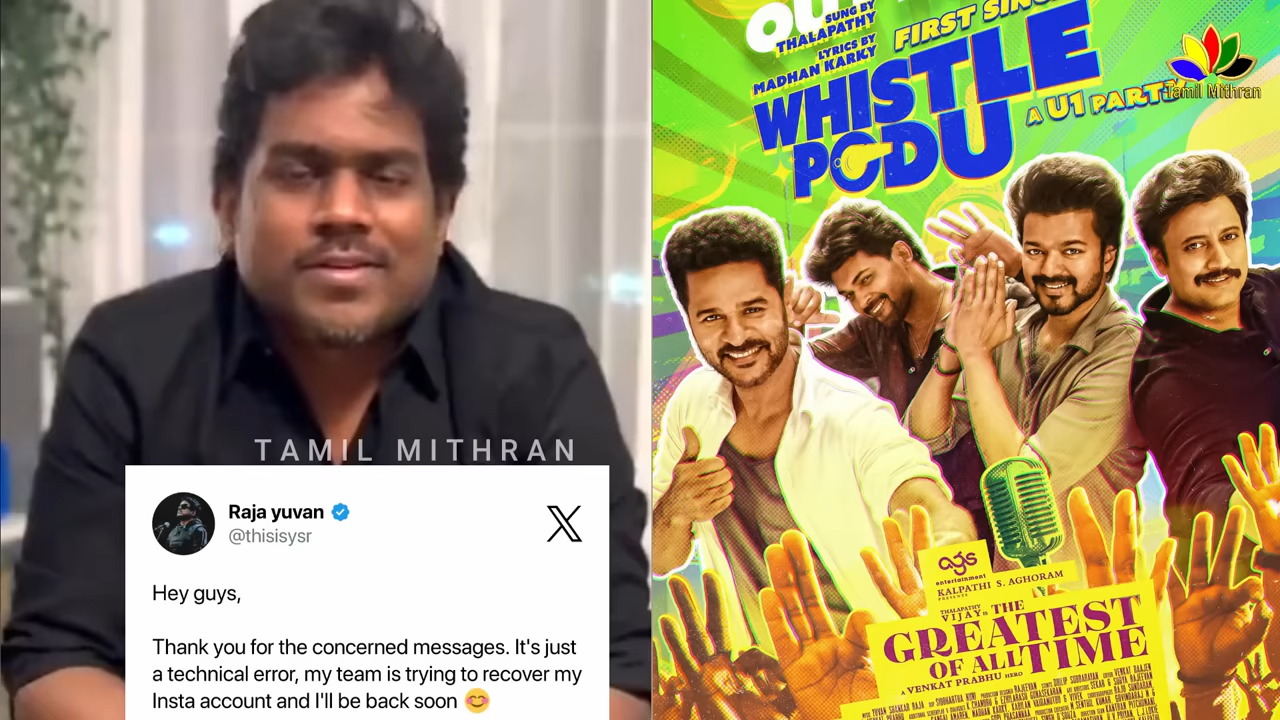 TAMIL MITHRAN
Raja yuvan
@thisisysr
Hey guys,
Thank you for the concerned messages. It's just
a technical error, my team is trying to recover my
Insta account and I'll be back soon 😊
SUNG BY
THALAPATHY
LYRICS BY
MADHAN KARKY
FIRST
WHISTLE
PODU
A U1 PARTY
Tamil Mithran
ags
entertainment
KALPATHI S. AGHORAM
PRESENTS
THALAPATHY
VIJAY IS
THE
GREATEST
OF ALL TIME
A VENKAT PRABHU HERO